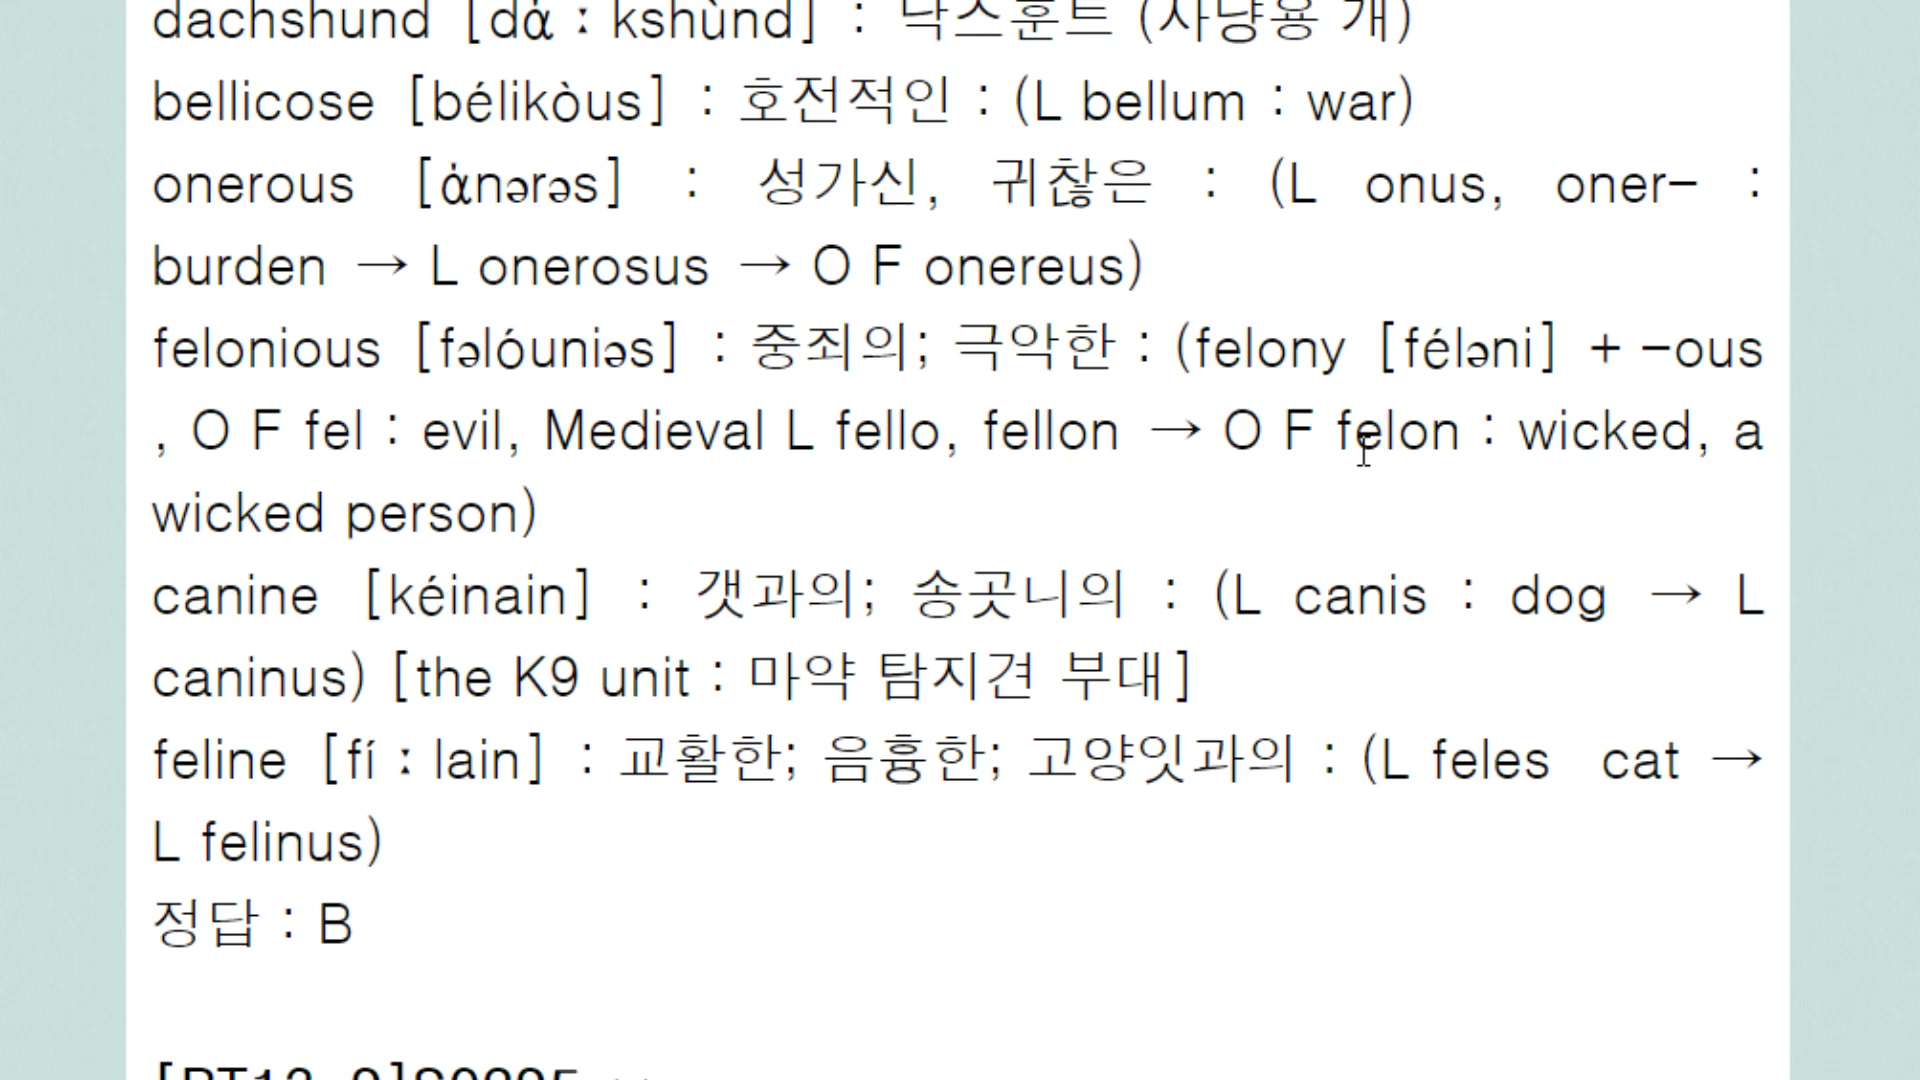 dachshund [dɑ́ː kshùnd] : 닥스훈트 (사냥용 개)
bellicose [bélikòus] : 호전적인 : (L bellum : war)
onerous [ɑ́nərəs] : 성가신, 귀찮은 : (L onus, oner- :
burden → L onerosus → O F onereus)
felonious [fəlóuniəs] : 중죄의; 극악한 : (felony [féləni] + -ous
, O F fel : evil, Medieval L fello, fellon → O F felon : wicked, a
wicked person)
canine [kéinain] : 갯과의; 송곳니의 : (L canis : dog → L
caninus) [the K9 unit : 마약 탐지견 부대]
feline [fíː lain] : 교활한; 음흉한; 고양잇과의 : (L feles cat →
L felinus)
정답 : B